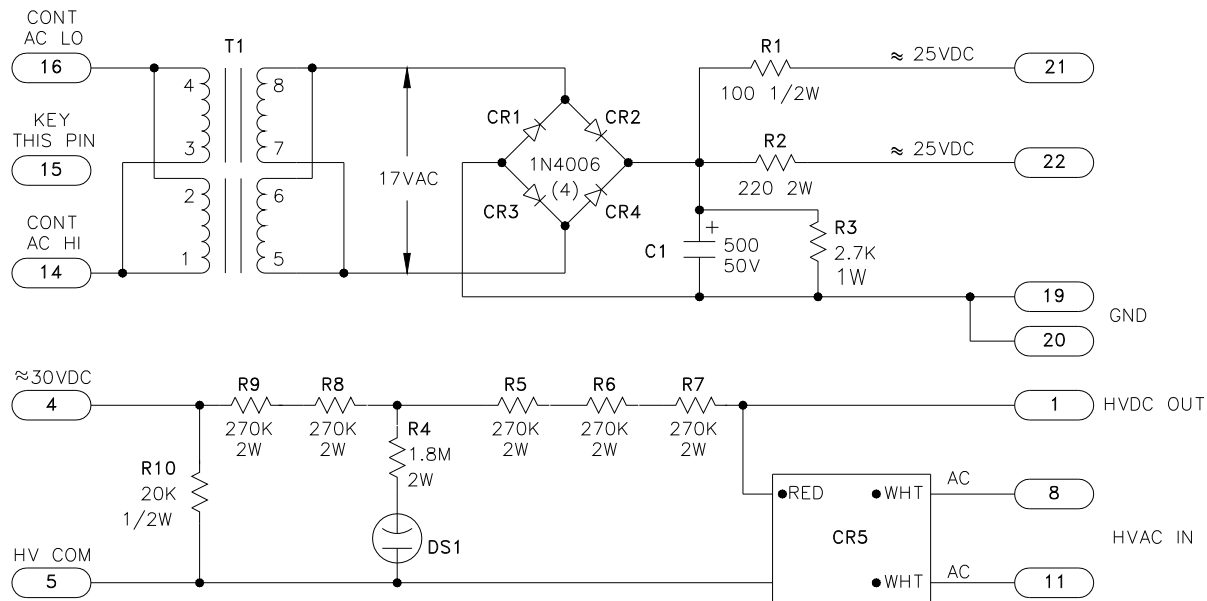 CONT
AC LO
16
KEY
THIS PIN
15
CONT
AC HI
14
T1
4
3
2
1
8
7
6
5
17VAC
CR1
CR2
1N4006
(4)
CR3
CR4
R1
100 1/2W
≈ 25VDC
21
R2
220 2W
≈ 25VDC
22
C1
+
500
50V
R3
2.7K
1W
19
GND
20
≈30VDC
4
R9
270K
2W
R8
270K
2W
R4
1.8M
2W
R5
270K
2W
R6
270K
2W
R7
270K
2W
1
HVDC OUT
R10
20K
1/2W
DS1
HV COM
5
RED
WHT
AC
8
CR5
HVAC IN
WHT
AC
11